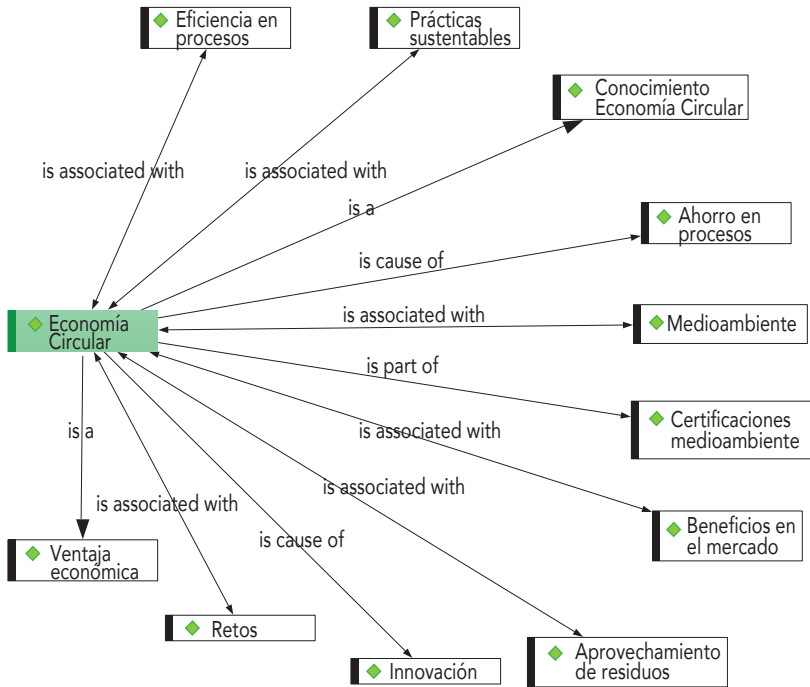 Eficiencia en
procesos
Prácticas
sustentables
Conocimiento
Economía Circular
is associated with
is associated with
is a
Ahorro en
procesos
is cause of
is associated with
Economía
Circular
Medioambiente
is part of
Certificaciones
medioambiente
is a
is associated with
is associated with
is associated with
Beneficios en
el mercado
is cause of
Ventaja
económica
Retos
Innovación
Aprovechamiento
de residuos